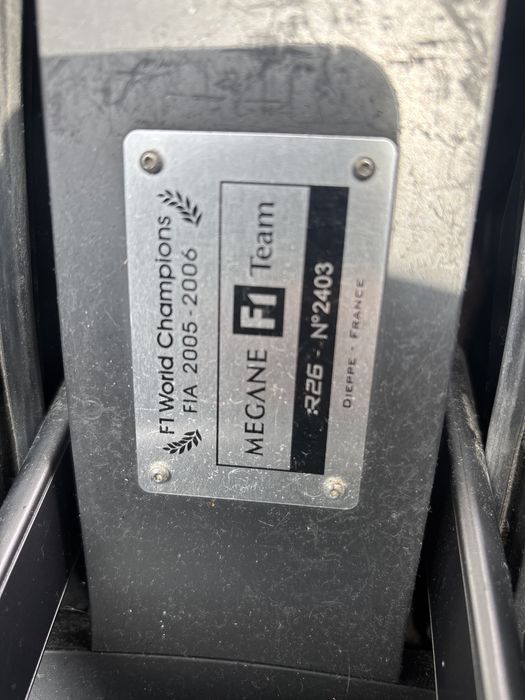 F1 World Champions
FIA 2005-2006
MEGANE F1 Team
R26 - N°2403
DIEPPE - FRANCE